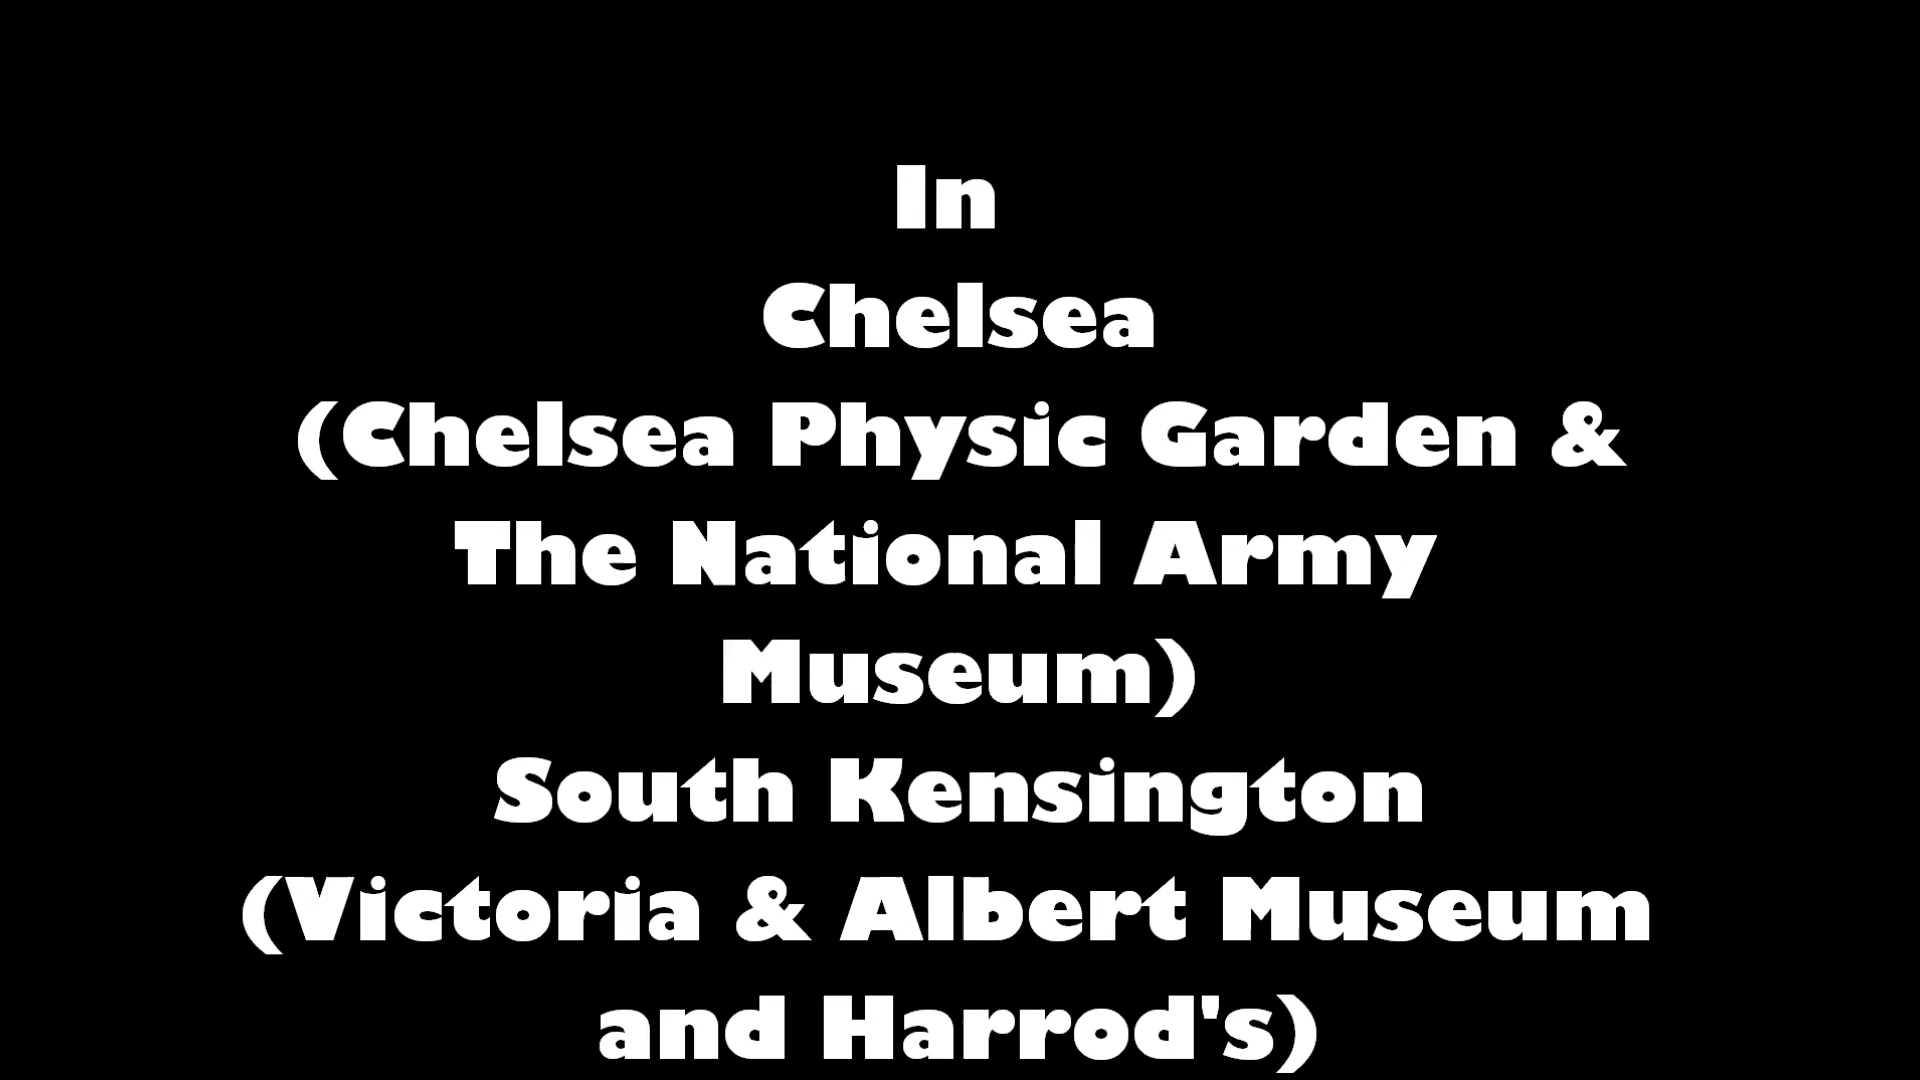 In
Chelsea
(Chelsea Physic Garden &
The National Army
Museum)
South Kensington
(Victoria & Albert Museum
and Harrod's)